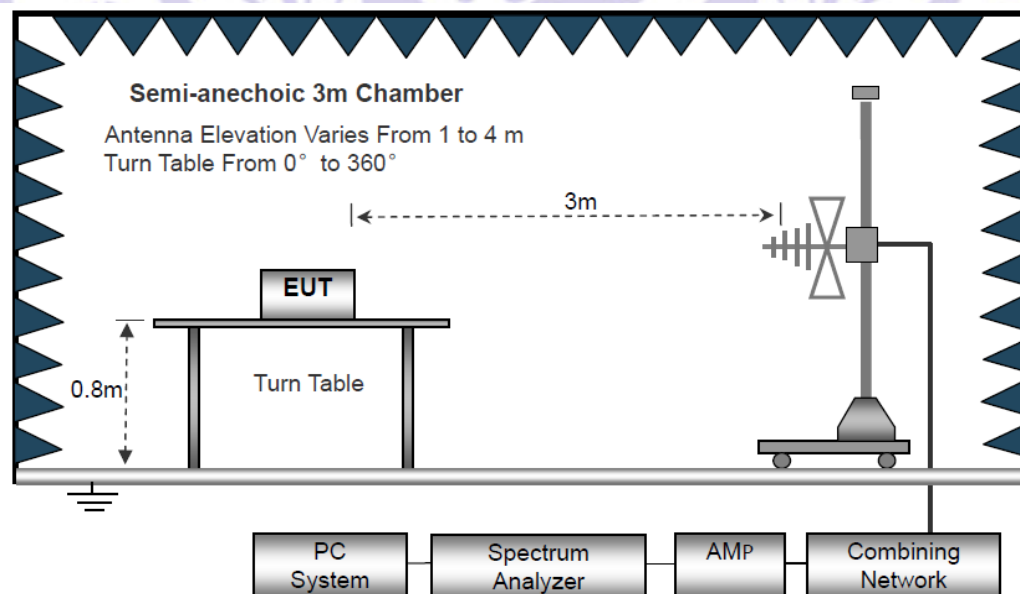 Semi-anechoic 3m Chamber
Antenna Elevation Varies From 1 to 4 m
Turn Table From 0° to 360°
3m
EUT
0.8m
Turn Table
PC
System
Spectrum
Analyzer
AMP
Combining
Network